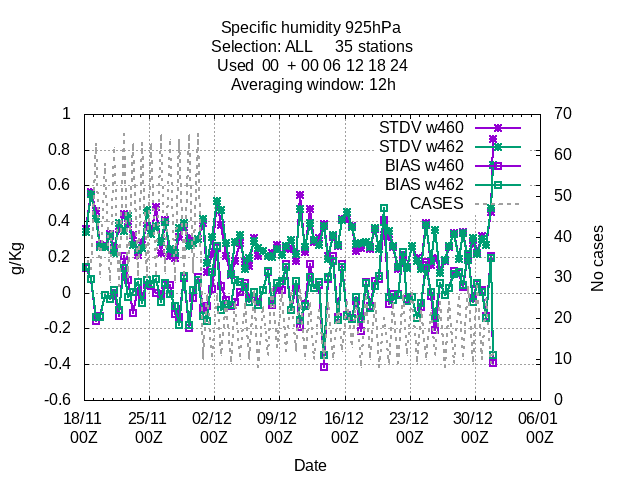 Specific humidity 925hPa
Selection: ALL 35 stations
Used 00 + 00 06 12 18 24
Averaging window: 12h
STDV w460
STDV w462
BIAS w460
BIAS w462
CASES
1
0.8
0.6
0.4
0.2
0
-0.2
-0.4
-0.6
g/Kg
70
60
50
40
30
20
10
0
No cases
18/11 25/11 02/12 09/12 16/12 23/12 30/12 06/01
00Z 00Z 00Z 00Z 00Z 00Z 00Z 00Z
Date